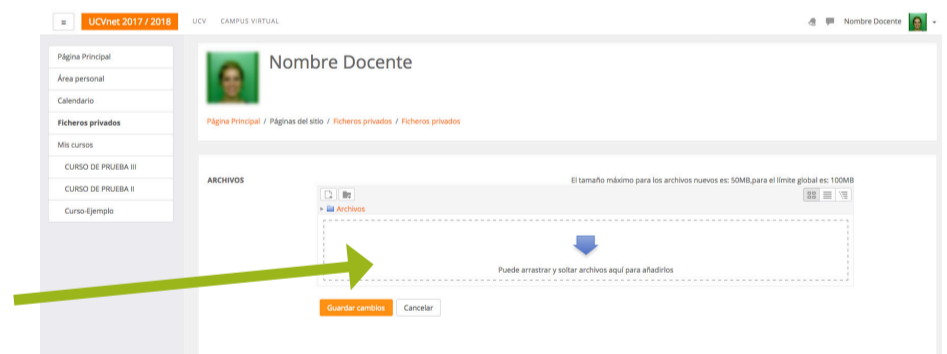 UCVnet 2017 / 2018 UCV CAMPUS VIRTUAL Nombre Docente
Página Principal
Área personal
Calendario
Ficheros privados
Mis cursos
CURSO DE PRUEBA III
CURSO DE PRUEBA II
Curso-Ejemplo
Nombre Docente
Página Principal / Páginas del sitio / Ficheros privados / Ficheros privados
ARCHIVOS
El tamaño máximo para los archivos nuevos es: 50MB,para el límite global es: 100MB
Archivos
Puede arrastrar y soltar archivos aquí para añadirlos
Guardar cambios Cancelar